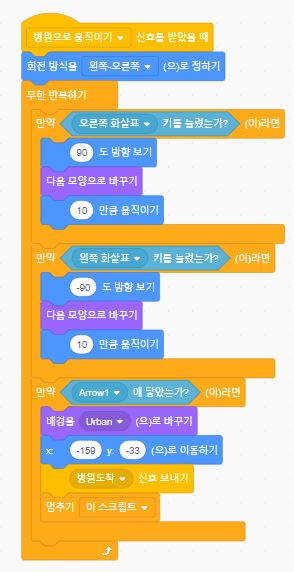 병원으로 움직이기 신호를 받았을 때
회전 방식을 왼쪽-오른쪽 (으)로 정하기
무한 반복하기
만약 오른쪽 화살표 키를 눌렀는가? (이)라면
90 도 방향 보기
다음 모양으로 바꾸기
10 만큼 움직이기
만약 왼쪽 화살표 키를 눌렀는가? (이)라면
-90 도 방향 보기
다음 모양으로 바꾸기
10 만큼 움직이기
만약 Arrow1 에 닿았는가? (이)라면
배경을 Urban (으)로 바꾸기
x: -159 y: -33 (으)로 이동하기
병원도착 신호 보내기
멈추기 이 스크립트